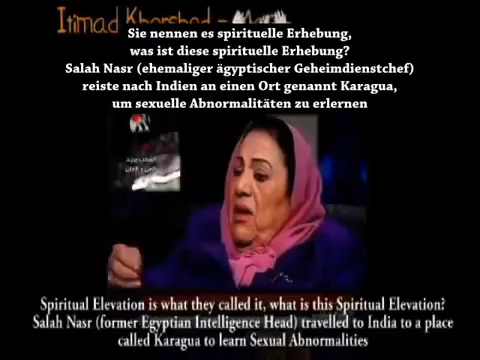 Itimad Khorshed -
Sie nennen es spirituelle Erhebung,
was ist diese spirituelle Erhebung?
Salah Nasr (ehemaliger ägyptischer Geheimdienstchef)
reiste nach Indien an einen Ort genannt Karagua,
um sexuelle Abnormalitäten zu erlernen
Spiritual Elevation is what they called it, what is this Spiritual Elevation?
Salah Nasr (former Egyptian Intelligence Head) travelled to India to a place
called Karagua to learn Sexual Abnormalities